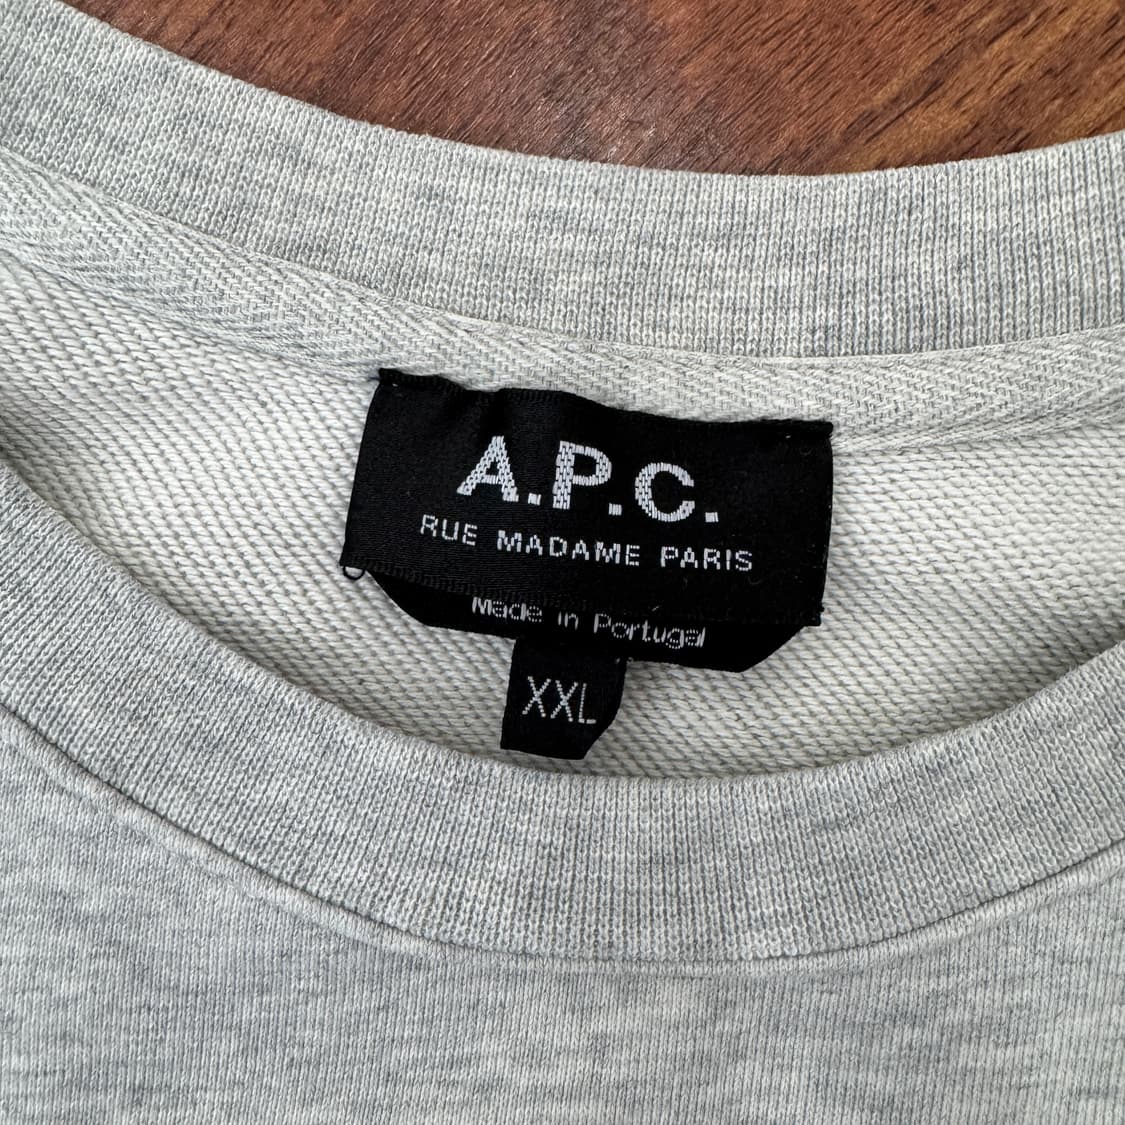 A.P.C.
RUE MADAME PARIS
Made in Portugal
XXL